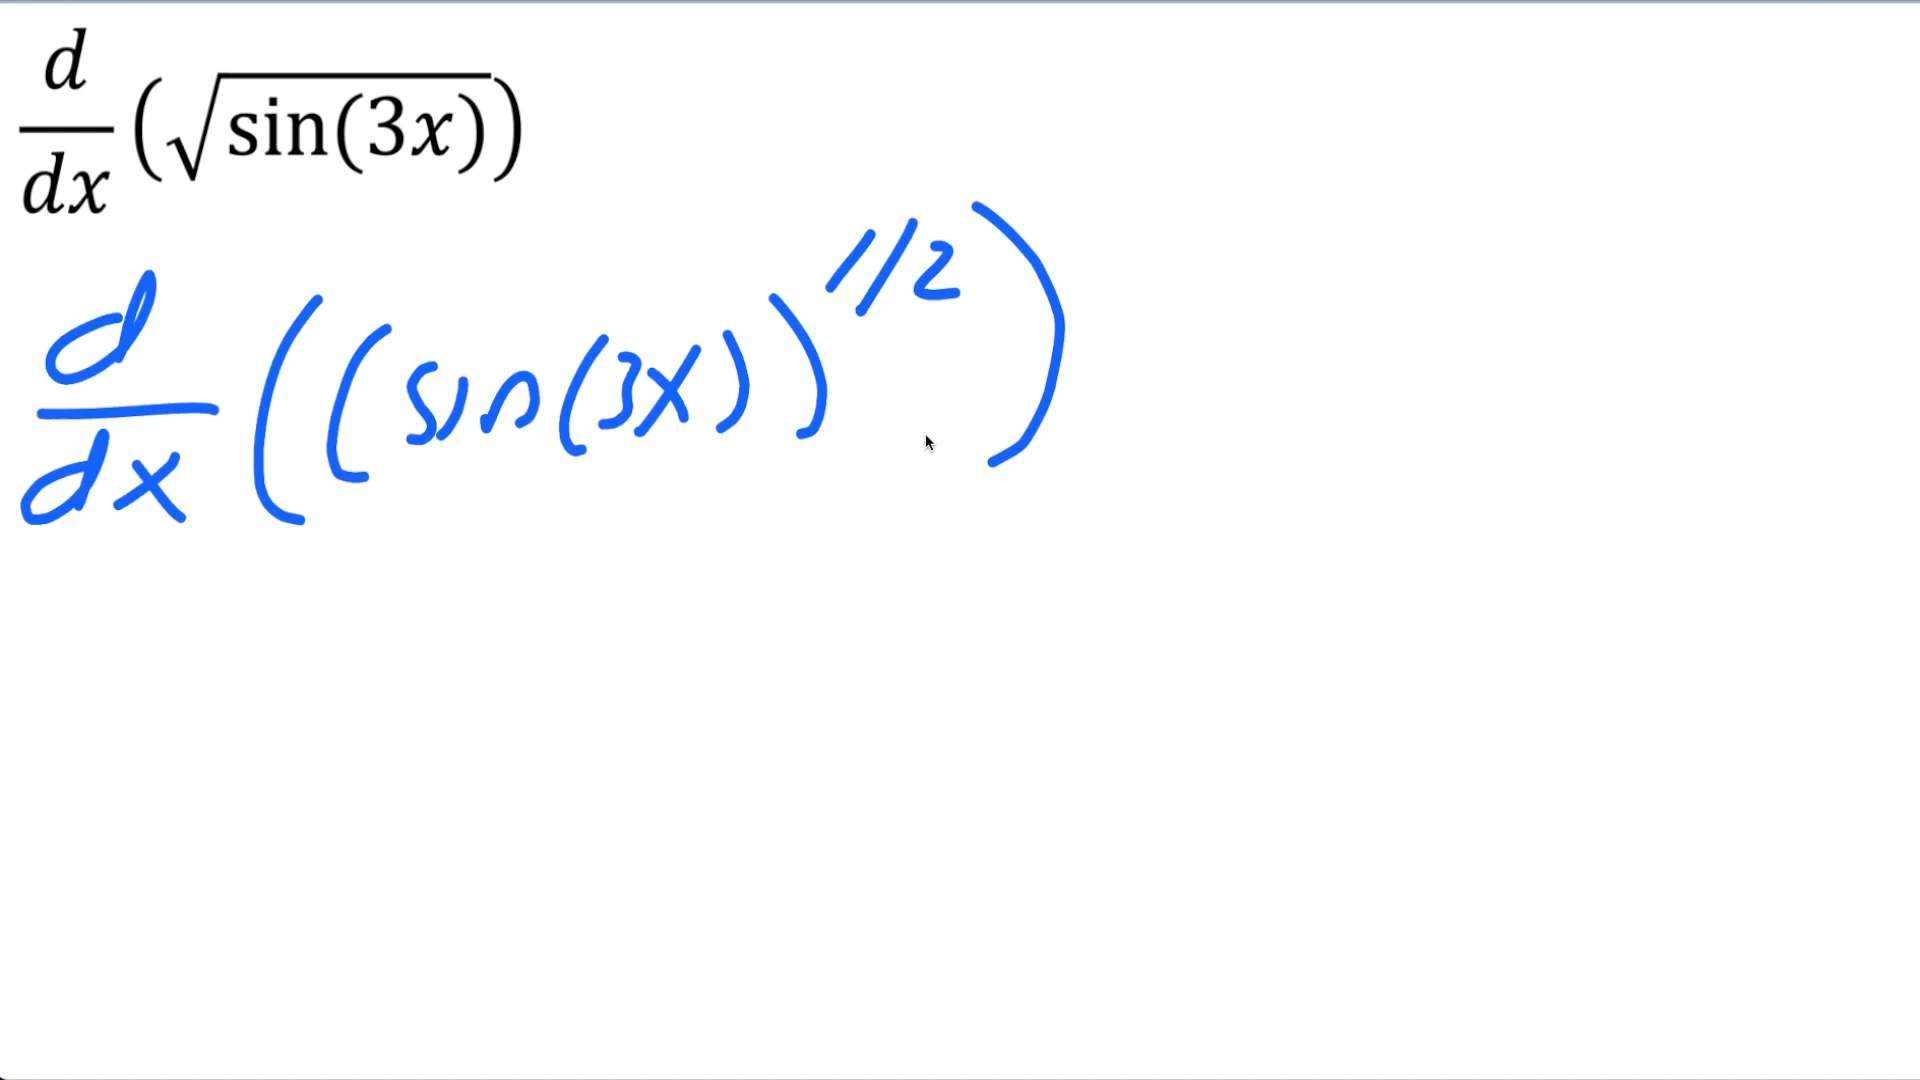 d/dx (√sin(3x))
d/dx ((sin(3x))^1/2)